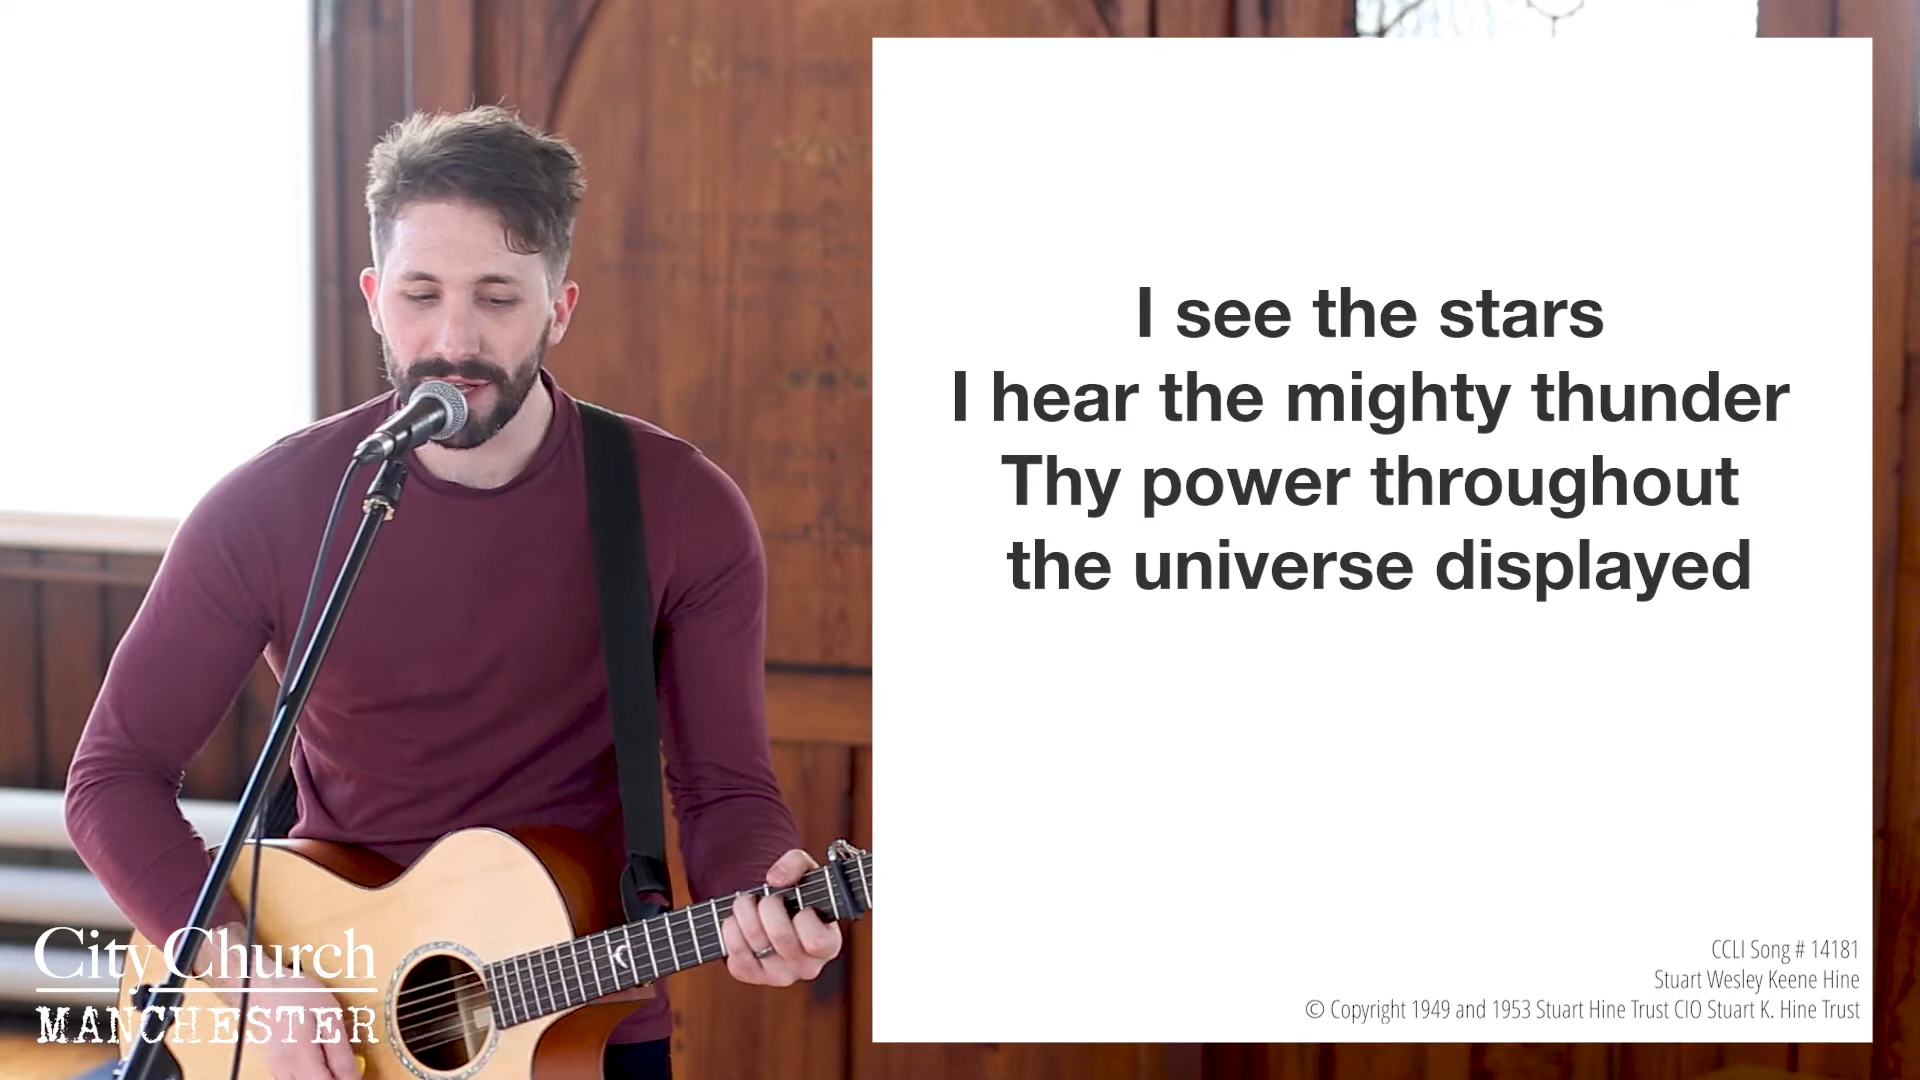 I see the stars
I hear the mighty thunder
Thy power throughout
the universe displayed
CCLI Song # 14181
Stuart Wesley Keene Hine
© Copyright 1949 and 1953 Stuart Hine Trust CIO Stuart K. Hine Trust
City Church
MANCHESTER